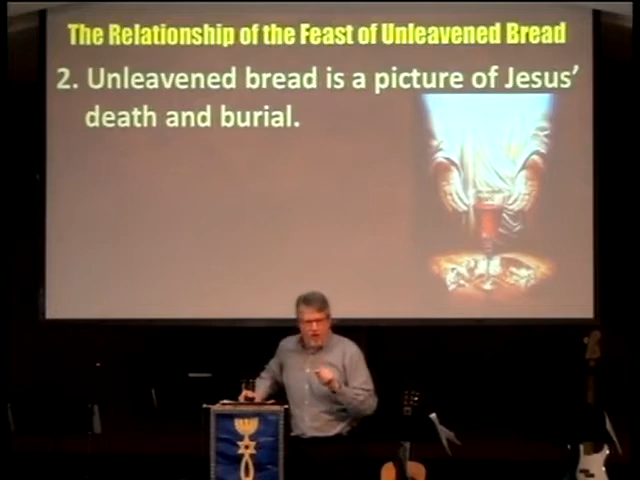 The Relationship of the Feast of Unleavened Bread
2. Unleavened bread is a picture of Jesus'
death and burial.